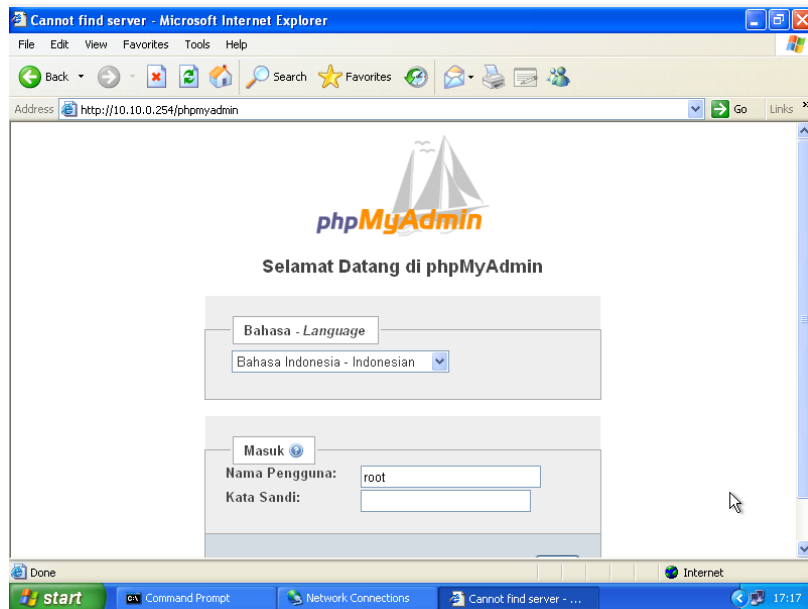 Cannot find server - Microsoft Internet Explorer
File Edit View Favorites Tools Help
Back Search Favorites
Address http://10.10.0.254/phpmyadmin Go Links »
phpMyAdmin
Selamat Datang di phpMyAdmin
Bahasa - Language
Bahasa Indonesia - Indonesian
Masuk
Nama Pengguna: root
Kata Sandi:
Done Internet
start Command Prompt Network Connections Cannot find server - ... 17:17